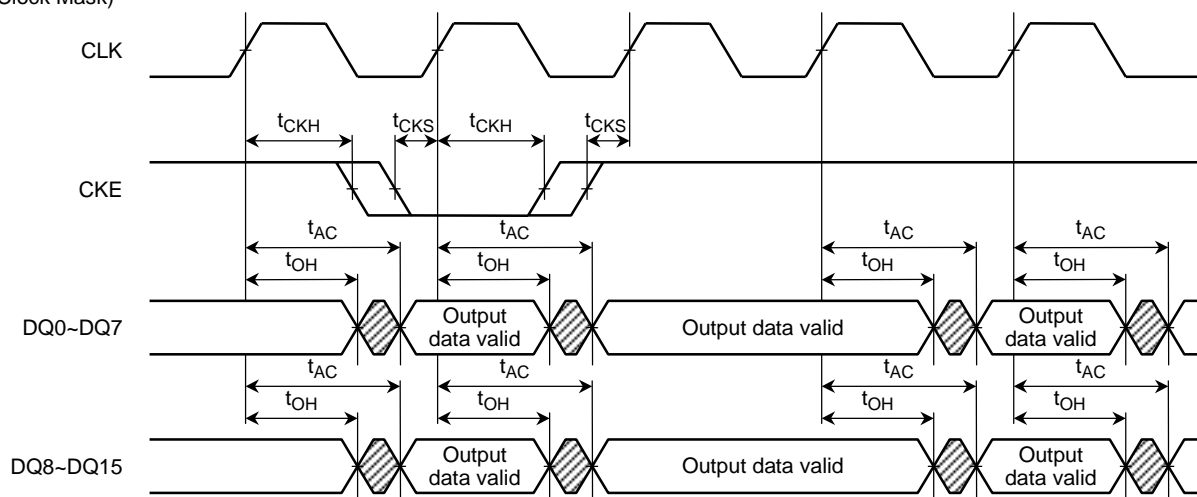 Clock Mask)
CLK
tCKH tCKS tCKH tCKS
CKE
tAC tAC tAC tAC
tOH tOH tOH tOH
DQ0~DQ7
Output data valid
Output data valid
Output data valid
tAC tAC tAC tAC
tOH tOH tOH tOH
DQ8~DQ15
Output data valid
Output data valid
Output data valid